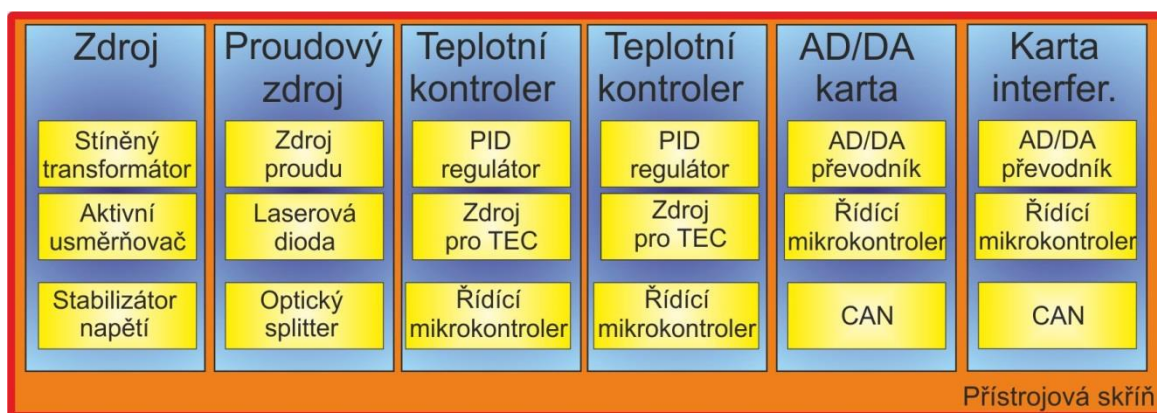 Zdroj
Stíněný
transformátor
Aktivní
usměrňovač
Stabilizátor
napětí
Proudový
zdroj
Zdroj
proudu
Laserová
dioda
Optický
splitter
Teplotní
kontroler
PID
regulátor
Zdroj
pro TEC
Řídící
mikrokontroler
Teplotní
kontroler
PID
regulátor
Zdroj
pro TEC
Řídící
mikrokontroler
AD/DA
karta
AD/DA
převodník
Řídící
mikrokontroler
CAN
Karta
interfer.
AD/DA
převodník
Řídící
mikrokontroler
CAN
Přístrojová skříň